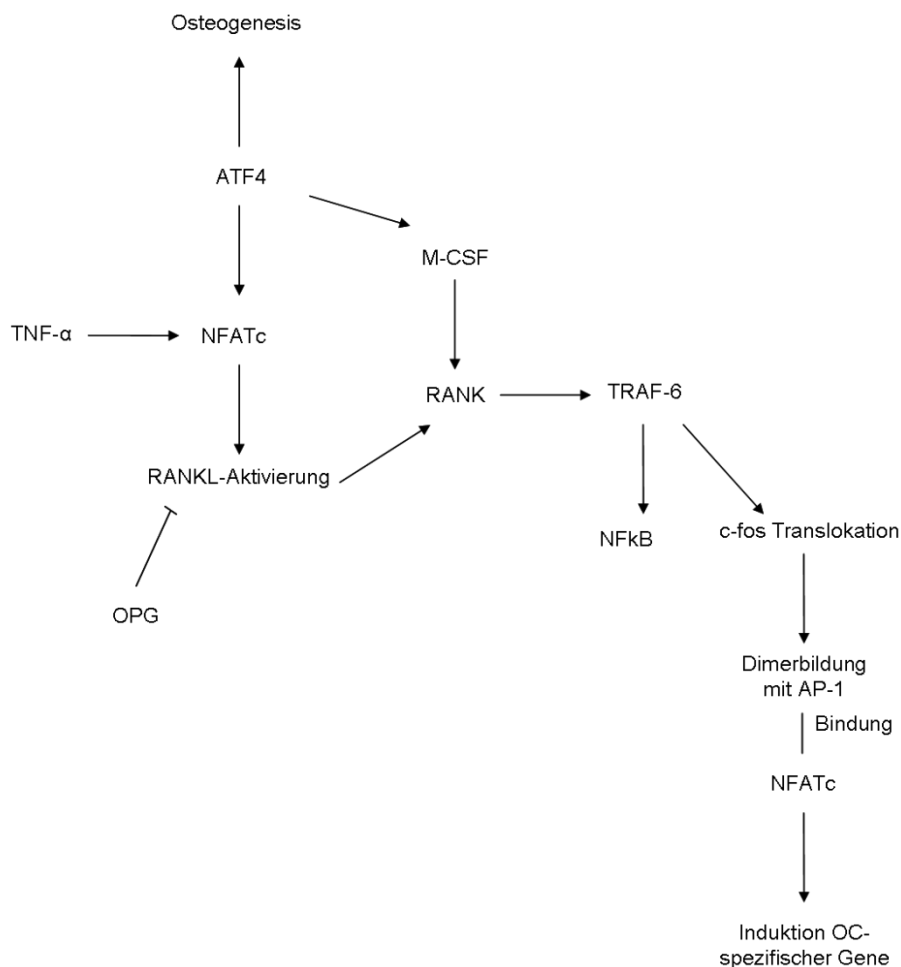 Osteogenesis
ATF4
M-CSF
TNF-α
NFATc
RANK
TRAF-6
RANKL-Aktivierung
NFkB
c-fos Translokation
OPG
Dimerbildung
mit AP-1
Bindung
NFATc
Induktion OC-
spezifischer Gene